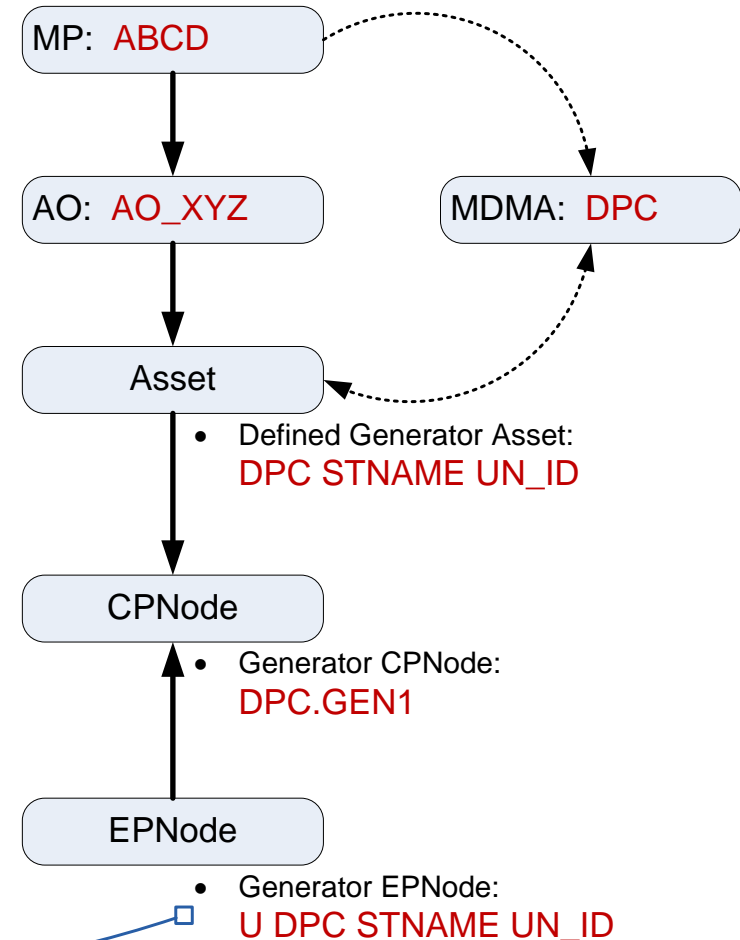 MP: ABCD
AO: AO_XYZ
MDMA: DPC
Asset
• Defined Generator Asset:
DPC STNAME UN_ID
CPNode
• Generator CPNode:
DPC.GEN1
EPNode
• Generator EPNode:
U DPC STNAME UN_ID